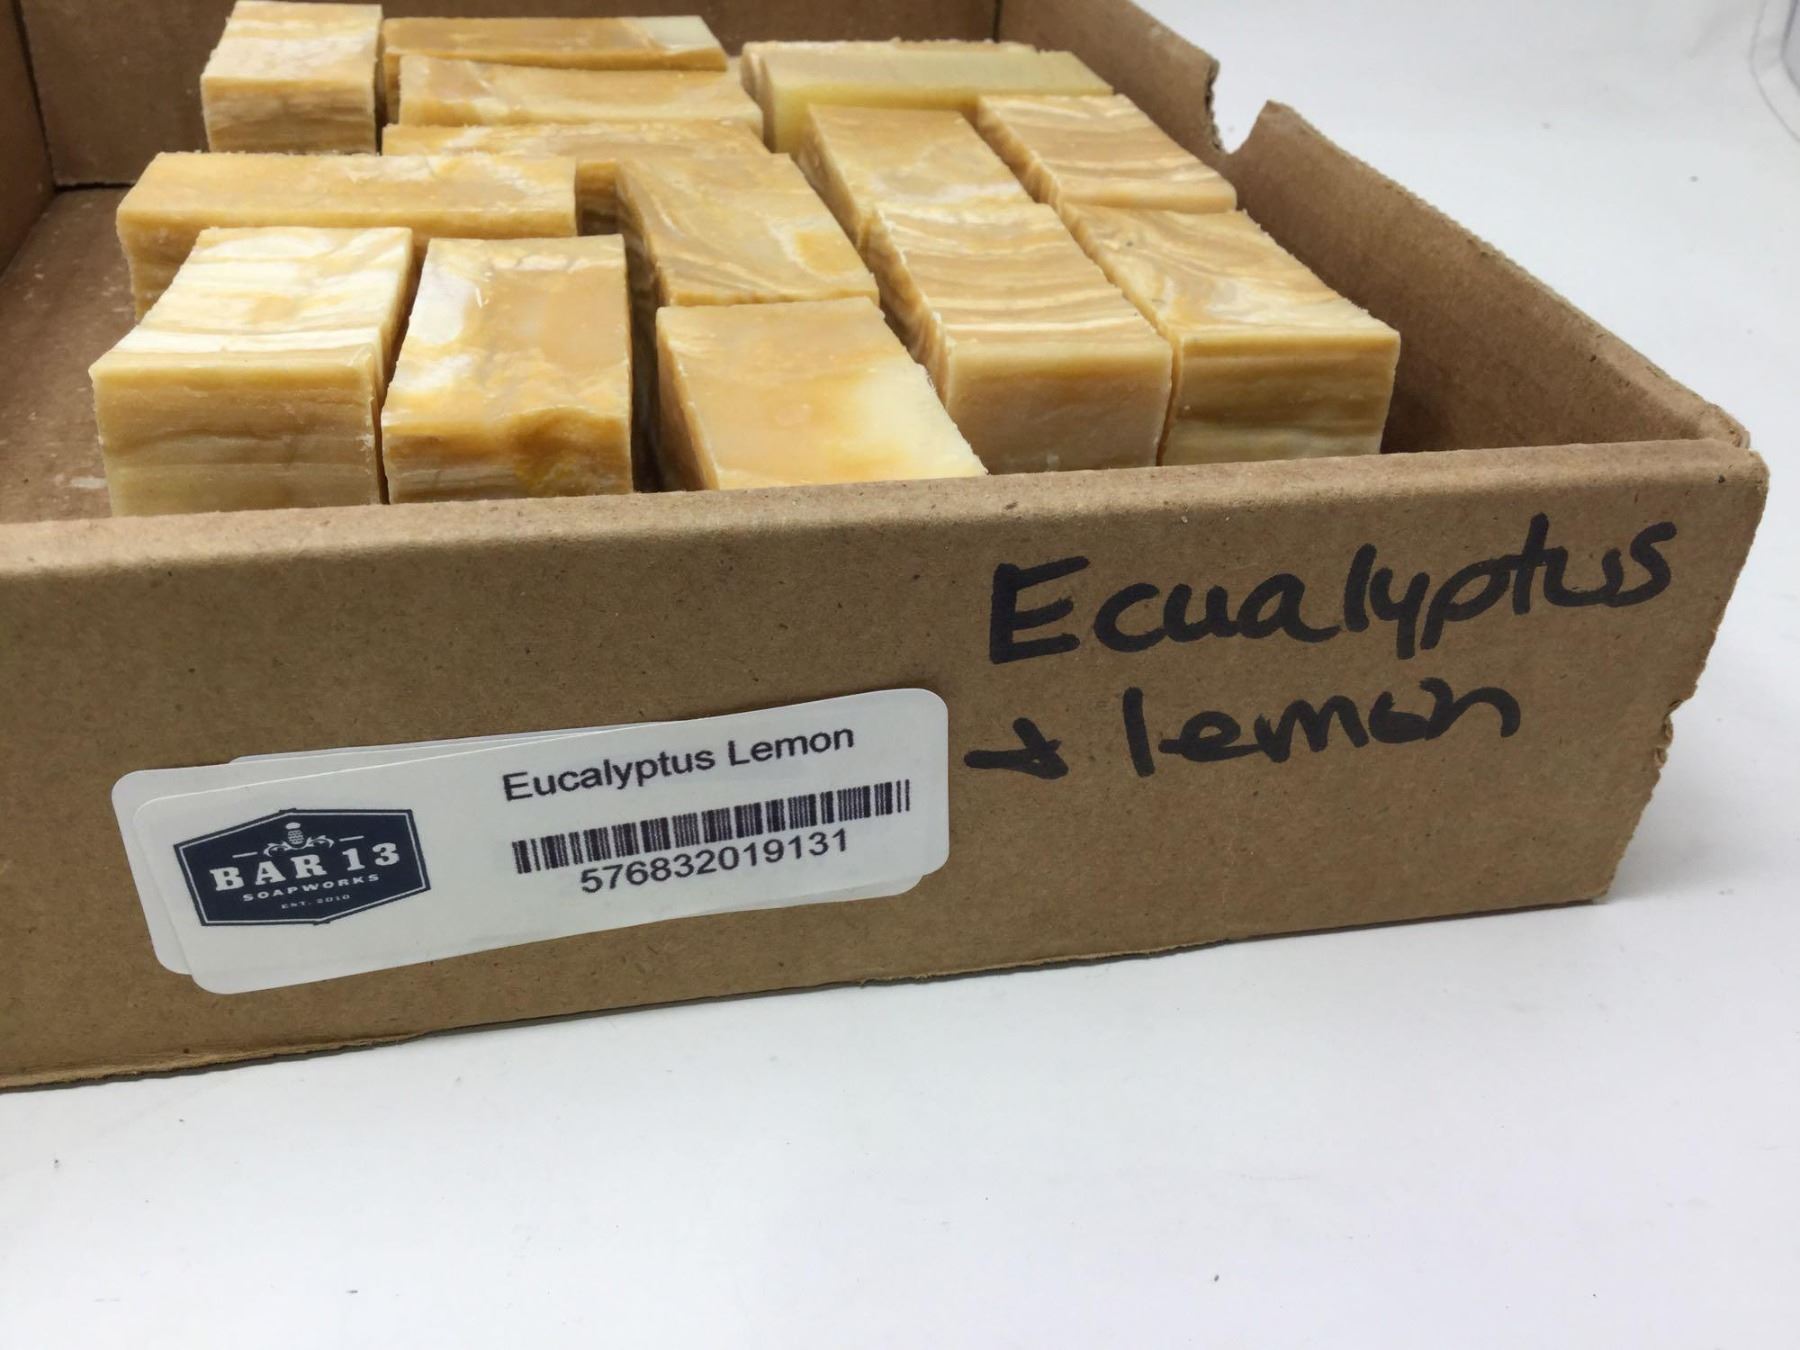 Ecualyptus
+ lemon
Eucalyptus Lemon
576832019131
BAR 13
SOAPWORKS
EST. 2010